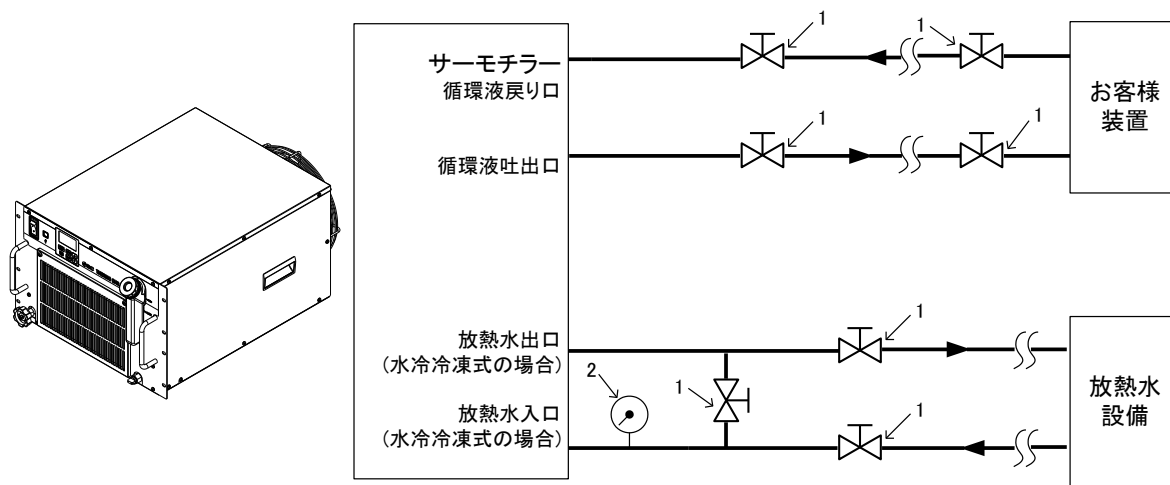 サーモチラー
循環液戻り口
循環液吐出口
放熱水出口
(水冷冷凍式の場合)
放熱水入口
(水冷冷凍式の場合)
1
1
1
1
1
1
1
2
お客様
装置
放熱水
設備